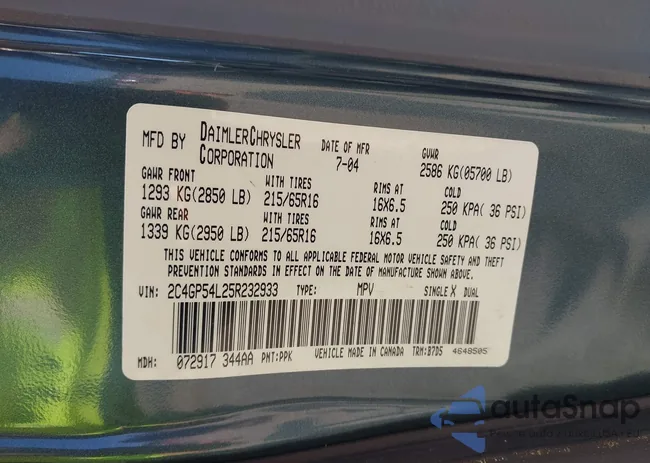 MFD BY DAIMLERCHRYSLER CORPORATION DATE OF MFR 7-04 GVWR 2586 KG(05700 LB)
GAWR FRONT WITH TIRES RIMS AT COLD
1293 KG(2850 LB) 215/65R16 16X6.5 250 KPA( 36 PSI)
GAWR REAR WITH TIRES RIMS AT COLD
1339 KG(2950 LB) 215/65R16 16X6.5 250 KPA( 36 PSI)
THIS VEHICLE CONFORMS TO ALL APPLICABLE FEDERAL MOTOR VEHICLE SAFETY AND THEFT
PREVENTION STANDARDS IN EFFECT ON THE DATE OF MANUFACTURE SHOWN ABOVE.
VIN: 2C4GP54L25R232933 TYPE: MPV SINGLE X DUAL
MDH: 072917 344AA PNT:PPK VEHICLE MADE IN CANADA TRM:B7D5 4648505
autoSnap